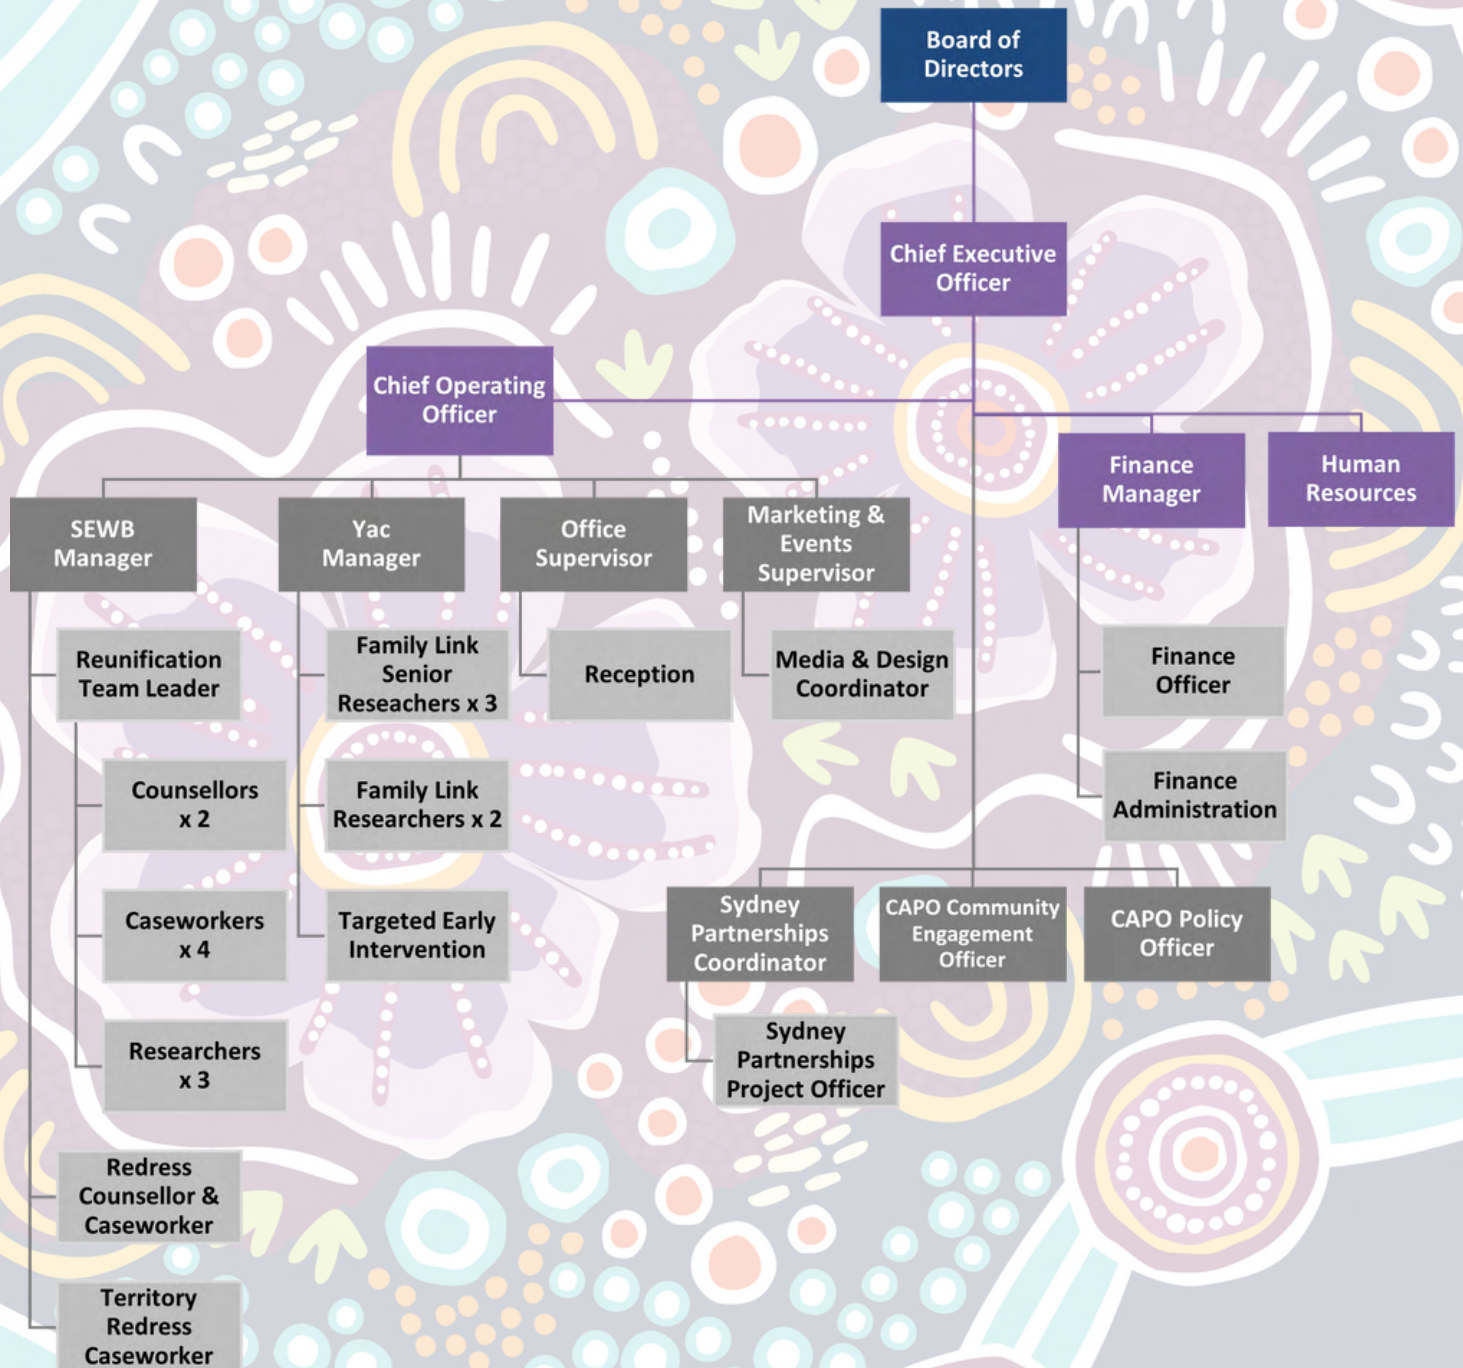 Board of
Directors
Chief Executive
Officer
Chief Operating
Officer
Finance
Manager
Human
Resources
SEWB
Manager
Yac
Manager
Office
Supervisor
Marketing &
Events
Supervisor
Reunification
Team Leader
Family Link
Senior
Reseachers x 3
Reception
Media & Design
Coordinator
Finance
Officer
Counsellors
x 2
Family Link
Researchers x 2
Finance
Administration
Caseworkers
x 4
Targeted Early
Intervention
Sydney
Partnerships
Coordinator
CAPO Community
Engagement
Officer
CAPO Policy
Officer
Researchers
x 3
Sydney
Partnerships
Project Officer
Redress
Counsellor &
Caseworker
Territory
Redress
Caseworker